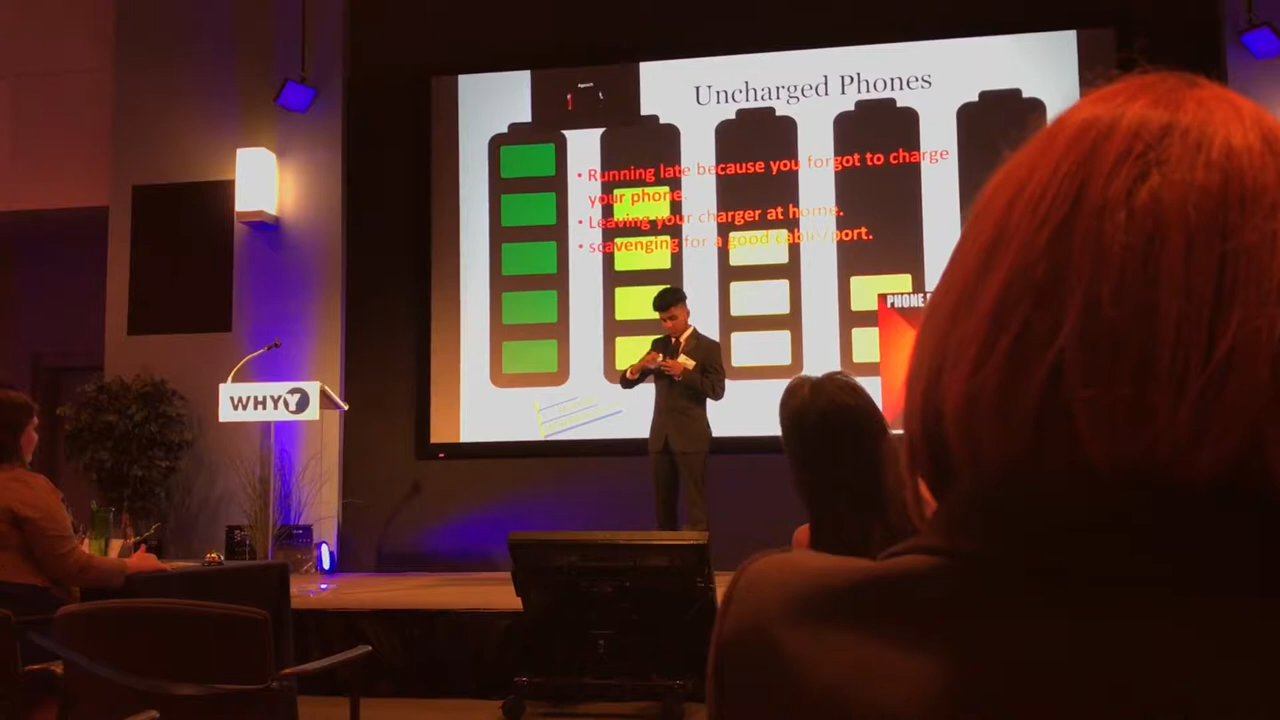 Uncharged Phones
• Running late because you forgot to charge
your phone.
• Leaving your charger at home.
• scavenging for a good cable/port.
PHONE
WHYY